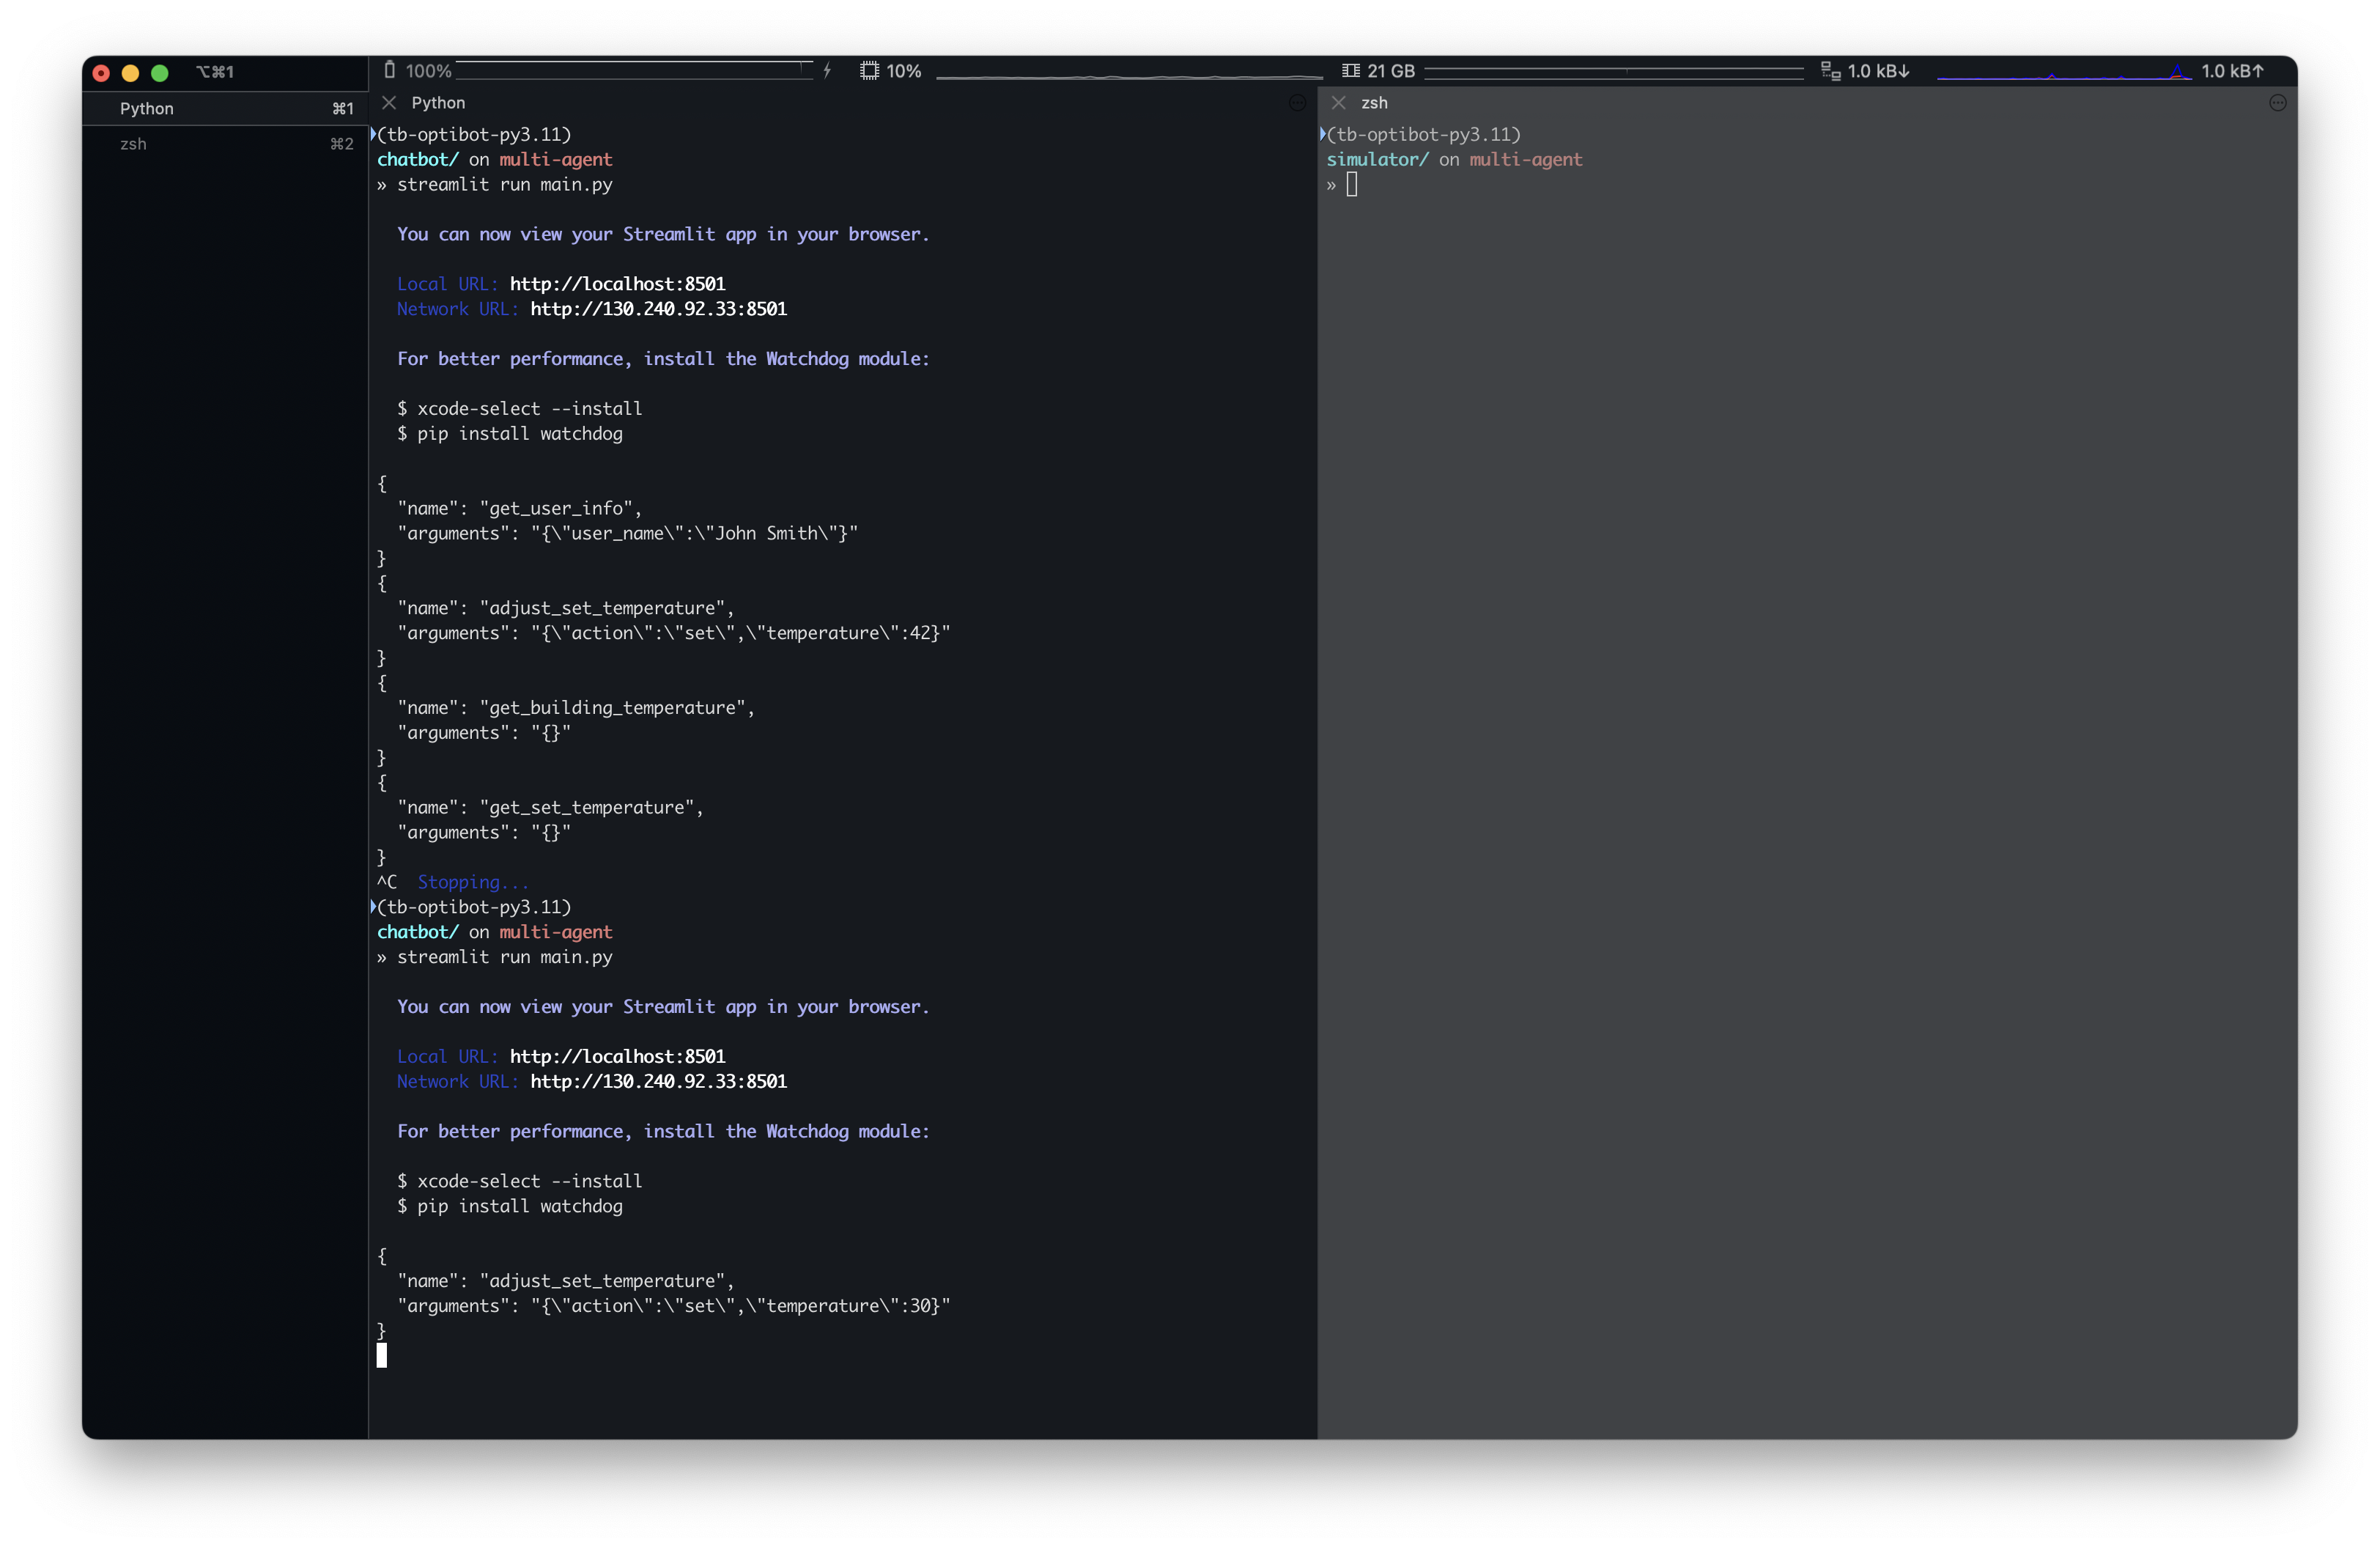 ⌥⌘1
100%
10%
21 GB
1.0 kB↓
1.0 kB↑
Python ⌘1
zsh ⌘2
Python
(tb-optibot-py3.11)
chatbot/ on multi-agent
» streamlit run main.py
You can now view your Streamlit app in your browser.
Local URL: http://localhost:8501
Network URL: http://130.240.92.33:8501
For better performance, install the Watchdog module:
$ xcode-select --install
$ pip install watchdog
{
"name": "get_user_info",
"arguments": "{\"user_name\":\"John Smith\"}"
}
{
"name": "adjust_set_temperature",
"arguments": "{\"action\":\"set\",\"temperature\":42}"
}
{
"name": "get_building_temperature",
"arguments": "{}"
}
{
"name": "get_set_temperature",
"arguments": "{}"
}
^C  Stopping...
(tb-optibot-py3.11)
chatbot/ on multi-agent
» streamlit run main.py
You can now view your Streamlit app in your browser.
Local URL: http://localhost:8501
Network URL: http://130.240.92.33:8501
For better performance, install the Watchdog module:
$ xcode-select --install
$ pip install watchdog
{
"name": "adjust_set_temperature",
"arguments": "{\"action\":\"set\",\"temperature\":30}"
}
zsh
(tb-optibot-py3.11)
simulator/ on multi-agent
»